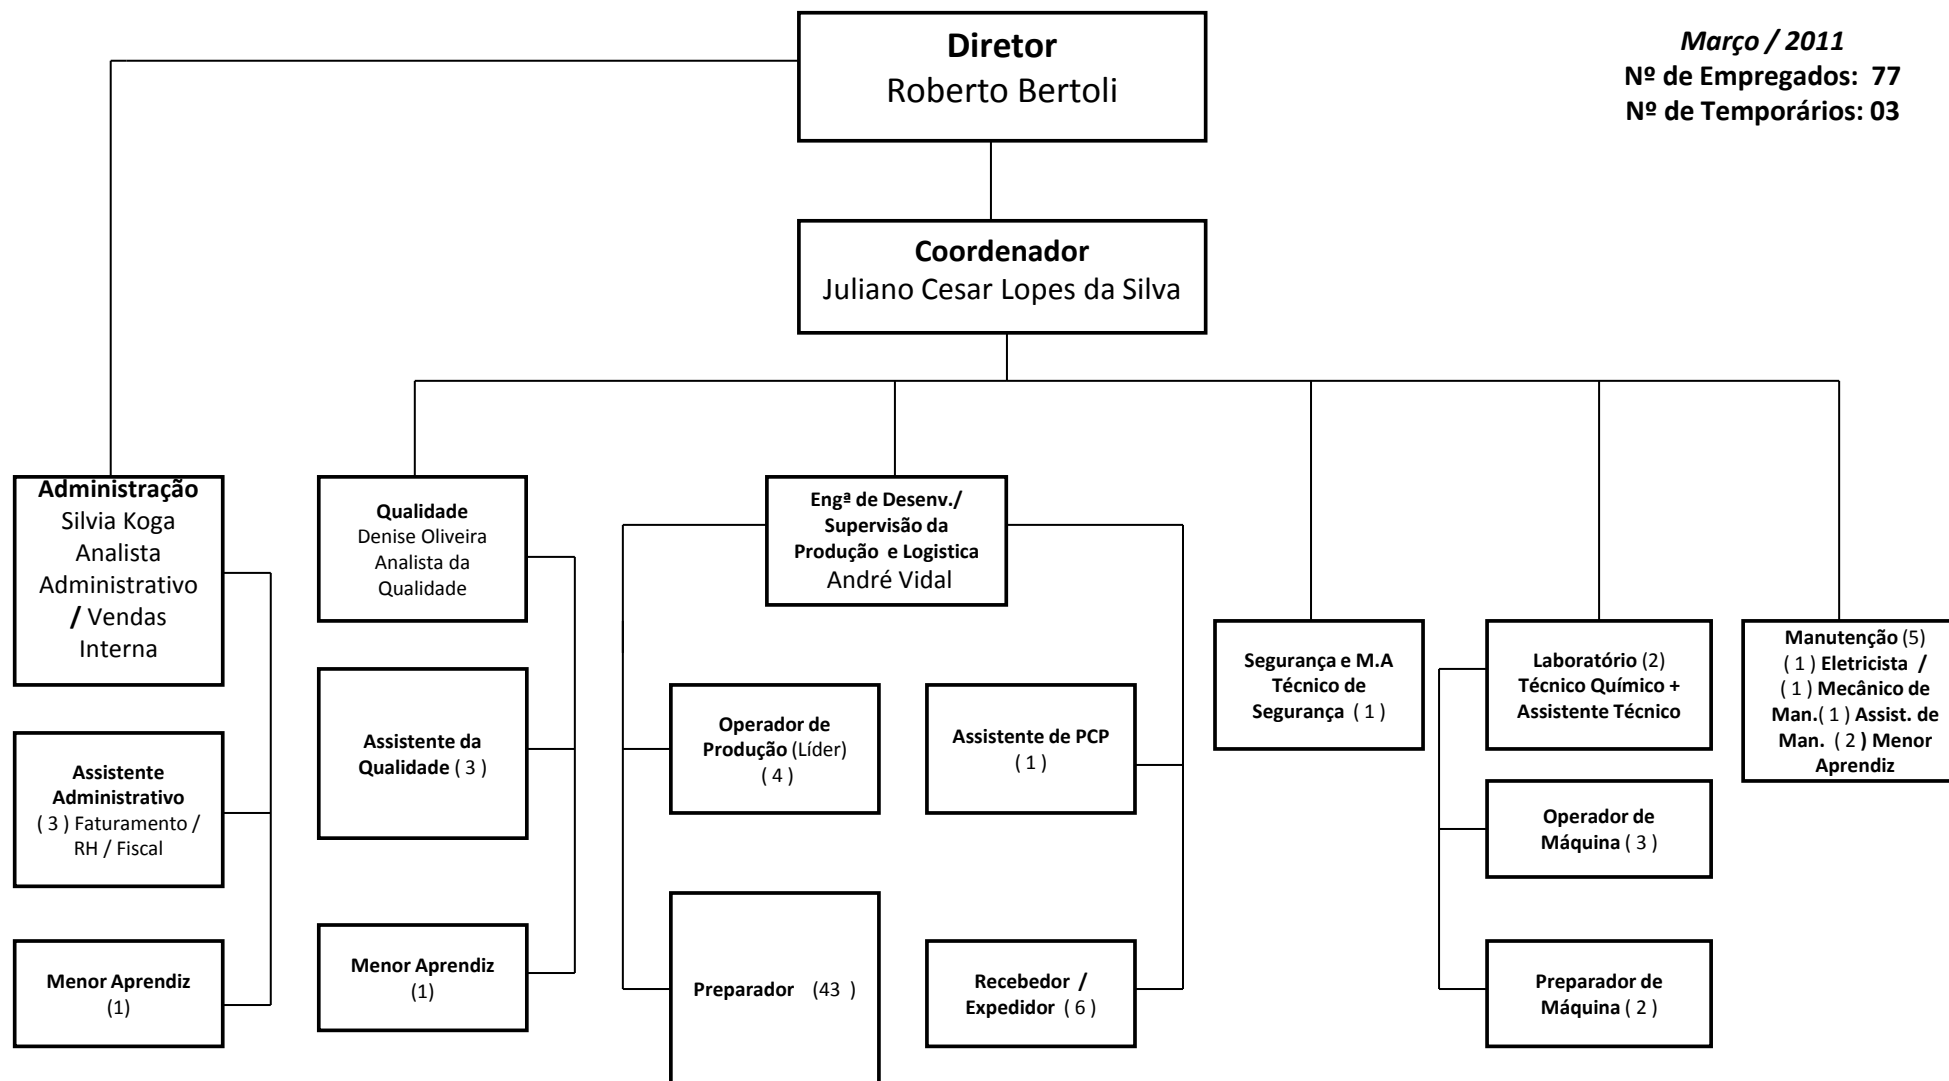 Diretor
Roberto Bertoli
Março / 2011
Nº de Empregados: 77
Nº de Temporários: 03
Coordenador
Juliano Cesar Lopes da Silva
Administração
Silvia Koga
Analista
Administrativo
/ Vendas
Interna
Assistente
Administrativo
( 3 ) Faturamento /
RH / Fiscal
Menor Aprendiz
(1)
Qualidade
Denise Oliveira
Analista da
Qualidade
Assistente da
Qualidade ( 3 )
Menor Aprendiz
(1)
Engª de Desenv./
Supervisão da
Produção e Logistica
André Vidal
Operador de
Produção (Líder)
( 4 )
Preparador (43 )
Assistente de PCP
( 1 )
Recebedor /
Expedidor ( 6 )
Segurança e M.A
Técnico de
Segurança ( 1 )
Laboratório (2)
Técnico Químico +
Assistente Técnico
Operador de
Máquina ( 3 )
Preparador de
Máquina ( 2 )
Manutenção (5)
( 1 ) Eletricista /
( 1 ) Mecânico de
Man.( 1 ) Assist. de
Man. ( 2 ) Menor
Aprendiz